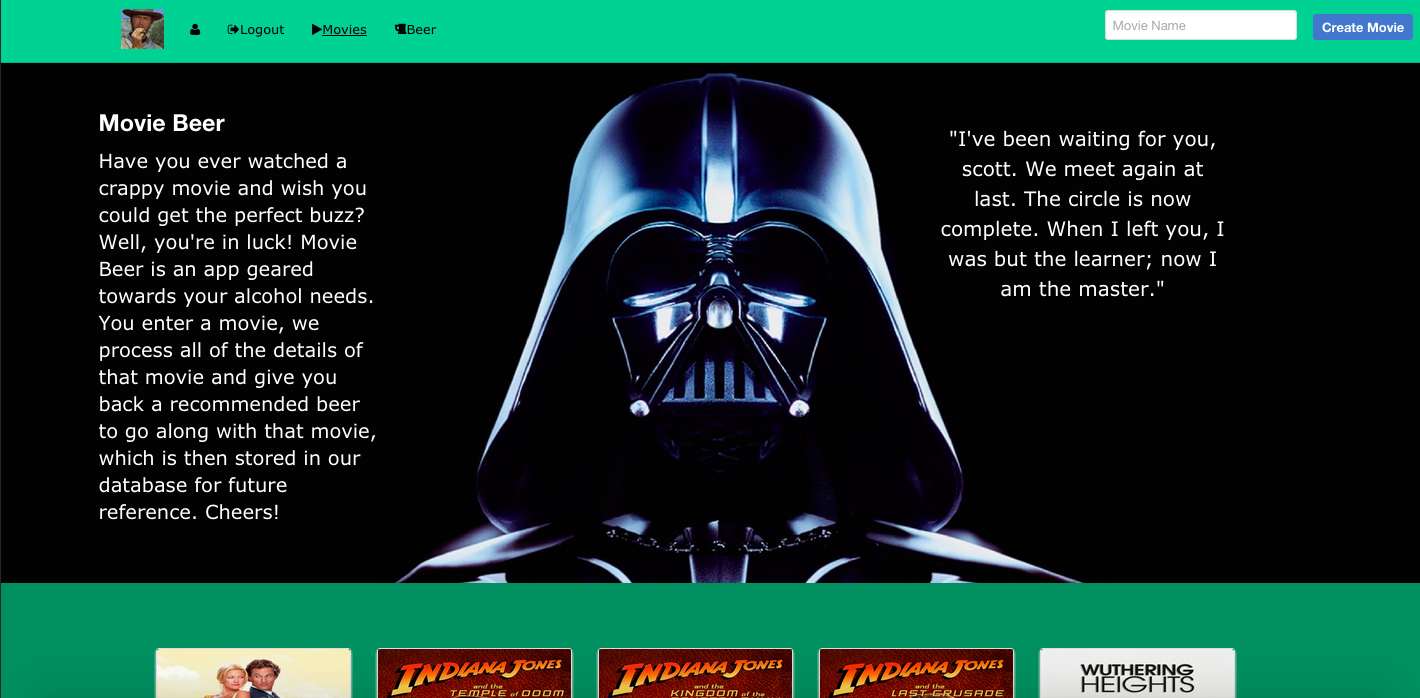 Logout
Movies
Beer
Movie Name
Create Movie
Movie Beer
Have you ever watched a
crappy movie and wish you
could get the perfect buzz?
Well, you're in luck! Movie
Beer is an app geared
towards your alcohol needs.
You enter a movie, we
process all of the details of
that movie and give you
back a recommended beer
to go along with that movie,
which is then stored in our
database for future
reference. Cheers!
"I've been waiting for you,
scott. We meet again at
last. The circle is now
complete. When I left you, I
was but the learner; now I
am the master."
INDIANA JONES
and the
TEMPLE of DOOM
INDIANA JONES
and the
KINGDOM of the
INDIANA JONES
and the
LAST CRUSADE
WUTHERING
HEIGHTS